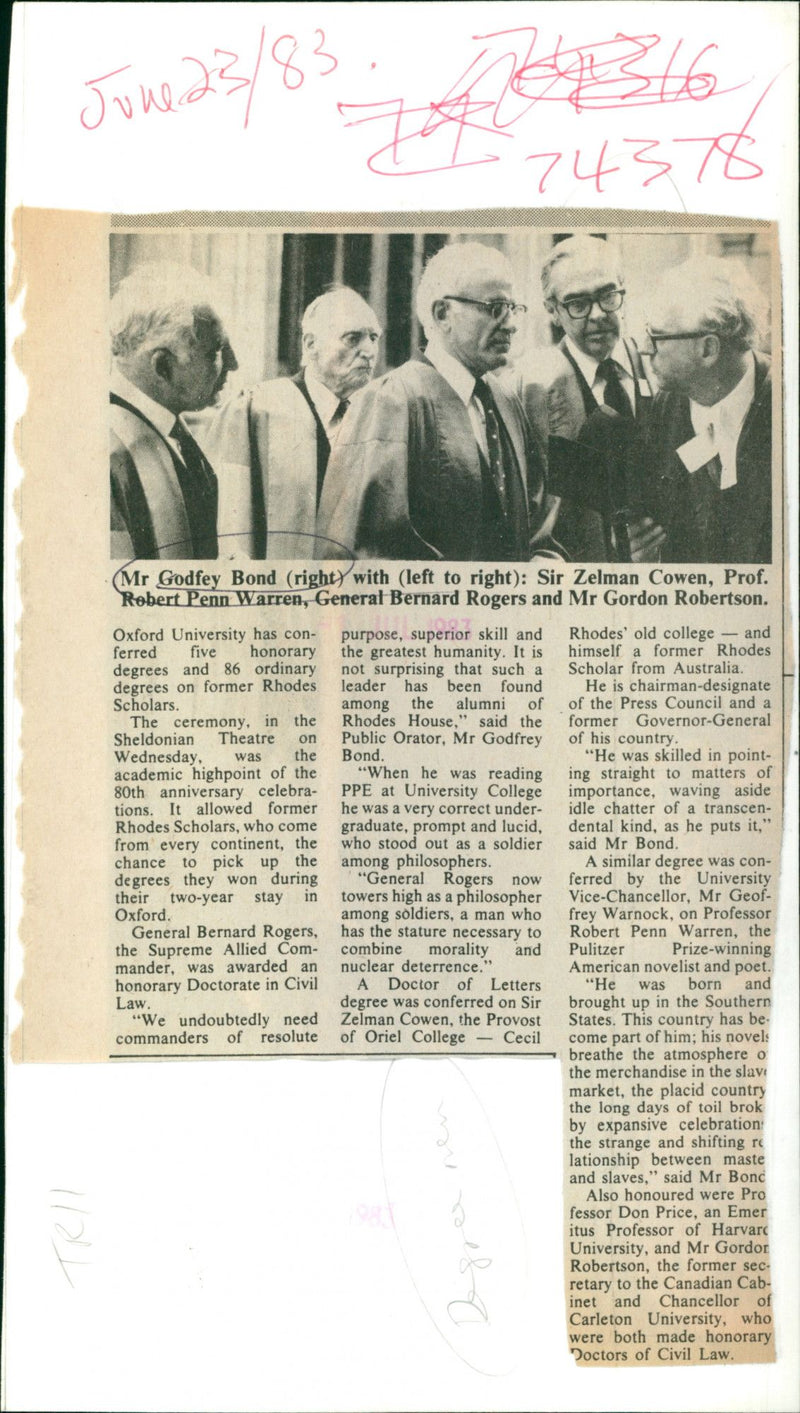 June 23/83.
74378
Mr Godfey Bond (right) with (left to right): Sir Zelman Cowen, Prof.
Robert Penn Warren, General Bernard Rogers and Mr Gordon Robertson.
Oxford University has con-
ferred five honorary
degrees and 86 ordinary
degrees on former Rhodes
Scholars.
The ceremony, in the
Sheldonian Theatre on
Wednesday, was the
academic highpoint of the
80th anniversary celebra-
tions. It allowed former
Rhodes Scholars, who come
from every continent, the
chance to pick up the
degrees they won during
their two-year stay in
Oxford.
General Bernard Rogers,
the Supreme Allied Com-
mander, was awarded an
honorary Doctorate in Civil
Law.
"We undoubtedly need
commanders of resolute
purpose, superior skill and
the greatest humanity. It is
not surprising that such a
leader has been found
among the alumni of
Rhodes House," said the
Public Orator, Mr Godfrey
Bond.
"When he was reading
PPE at University College
he was a very correct under-
graduate, prompt and lucid,
who stood out as a soldier
among philosophers.
"General Rogers now
towers high as a philosopher
among soldiers, a man who
has the stature necessary to
combine morality and
nuclear deterrence."
A Doctor of Letters
degree was conferred on Sir
Zelman Cowen, the Provost
of Oriel College — Cecil
Rhodes' old college — and
himself a former Rhodes
Scholar from Australia.
He is chairman-designate
of the Press Council and a
former Governor-General
of his country.
"He was skilled in point-
ing straight to matters of
importance, waving aside
idle chatter of a transcen-
dental kind, as he puts it,"
said Mr Bond.
A similar degree was con-
ferred by the University
Vice-Chancellor, Mr Geof-
frey Warnock, on Professor
Robert Penn Warren, the
Pulitzer Prize-winning
American novelist and poet.
"He was born and
brought up in the Southern
States. This country has be-
come part of him; his novels
breathe the atmosphere o
the merchandise in the slave
market, the placid country
the long days of toil brok
by expansive celebration
the strange and shifting re
lationship between maste
and slaves," said Mr Bond
Also honoured were Pro
fessor Don Price, an Emer
itus Professor of Harvard
University, and Mr Gordon
Robertson, the former sec-
retary to the Canadian Cab-
inet and Chancellor of
Carleton University, who
were both made honorary
Doctors of Civil Law.
TR11
Degree